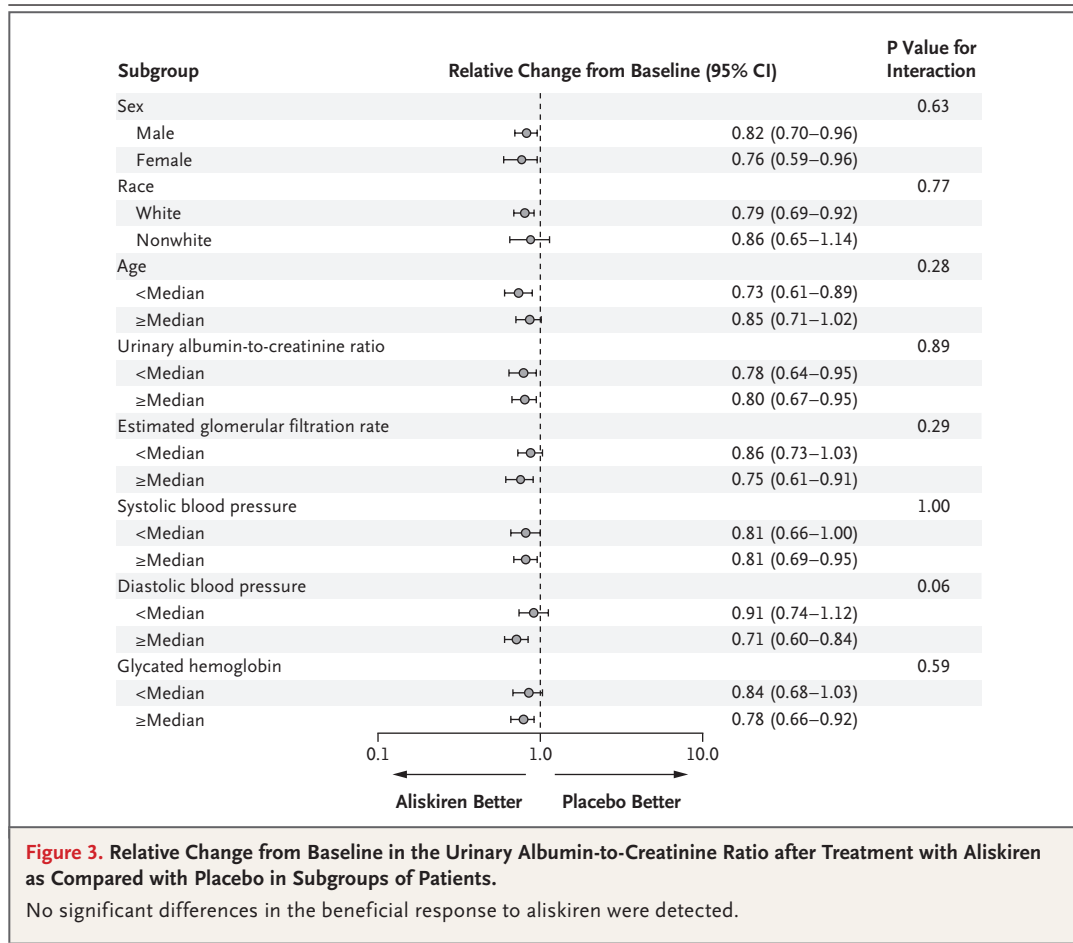 Subgroup Relative Change from Baseline (95% CI) P Value for Interaction
Sex 0.63
Male 0.82 (0.70–0.96)
Female 0.76 (0.59–0.96)
Race 0.77
White 0.79 (0.69–0.92)
Nonwhite 0.86 (0.65–1.14)
Age 0.28
<Median 0.73 (0.61–0.89)
≥Median 0.85 (0.71–1.02)
Urinary albumin-to-creatinine ratio 0.89
<Median 0.78 (0.64–0.95)
≥Median 0.80 (0.67–0.95)
Estimated glomerular filtration rate 0.29
<Median 0.86 (0.73–1.03)
≥Median 0.75 (0.61–0.91)
Systolic blood pressure 1.00
<Median 0.81 (0.66–1.00)
≥Median 0.81 (0.69–0.95)
Diastolic blood pressure 0.06
<Median 0.91 (0.74–1.12)
≥Median 0.71 (0.60–0.84)
Glycated hemoglobin 0.59
<Median 0.84 (0.68–1.03)
≥Median 0.78 (0.66–0.92)
0.1 1.0 10.0
Aliskiren Better Placebo Better
Figure 3. Relative Change from Baseline in the Urinary Albumin-to-Creatinine Ratio after Treatment with Aliskiren
as Compared with Placebo in Subgroups of Patients.
No significant differences in the beneficial response to aliskiren were detected.